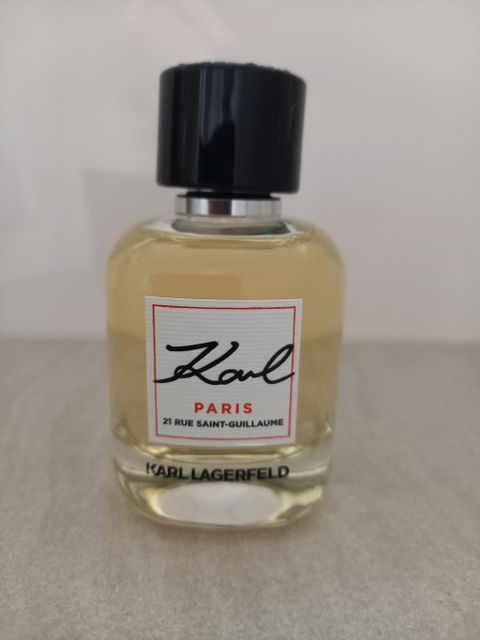 Karl
PARIS
21 RUE SAINT-GUILLAUME
KARL LAGERFELD